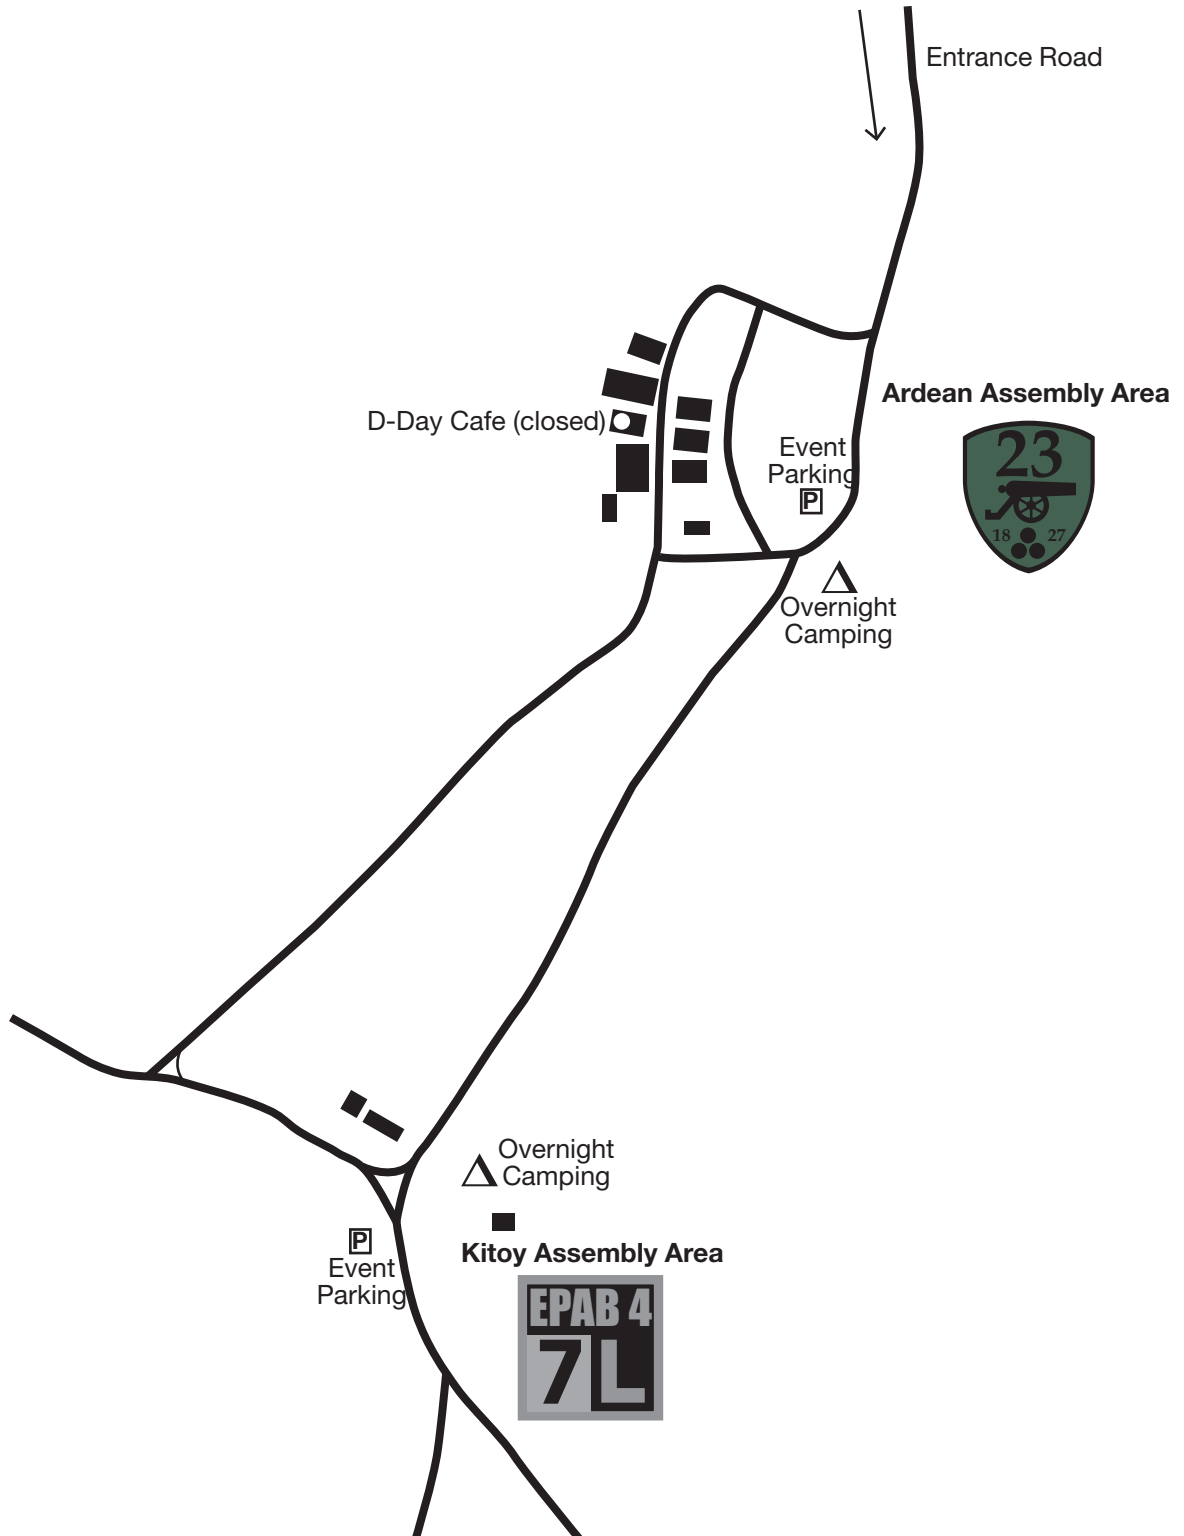 Entrance Road
Ardean Assembly Area
D-Day Cafe (closed)
23
18 27
Event
Parking
P
Overnight
Camping
Overnight
Camping
P
Event
Parking
Kitoy Assembly Area
EPAB 4
7L